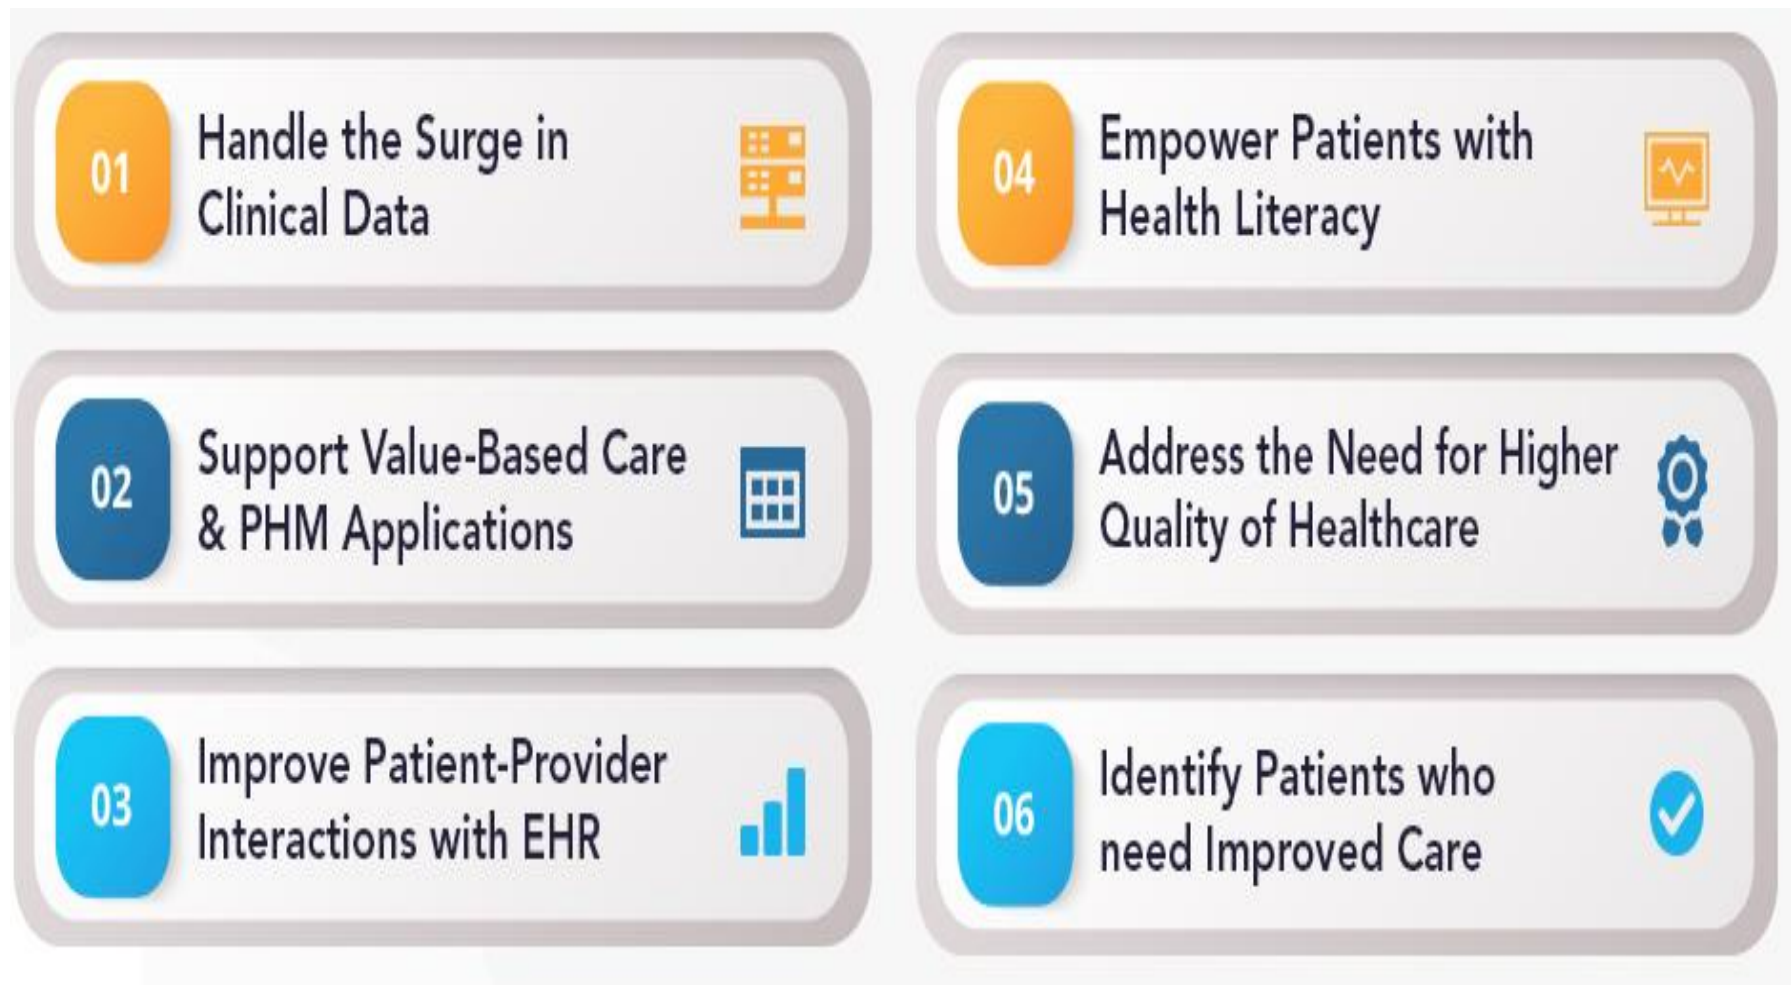 01
Handle the Surge in
Clinical Data
02
Support Value-Based Care
& PHM Applications
03
Improve Patient-Provider
Interactions with EHR
04
Empower Patients with
Health Literacy
05
Address the Need for Higher
Quality of Healthcare
06
Identify Patients who
need Improved Care